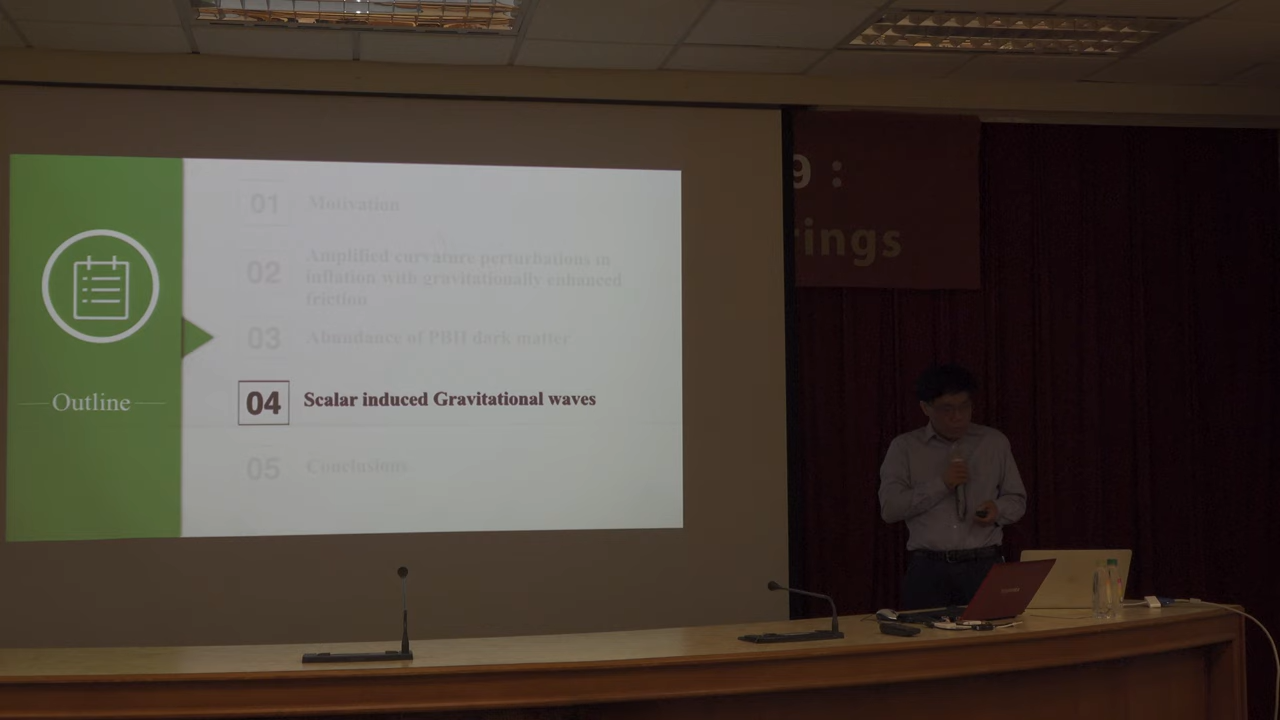 01
Motivation
02
Amplified curvature perturbations in
inflation with gravitationally enhanced
friction
03
Abundance of PBH dark matter
04
Scalar induced Gravitational waves
05
Conclusions
Outline
9 :
rings